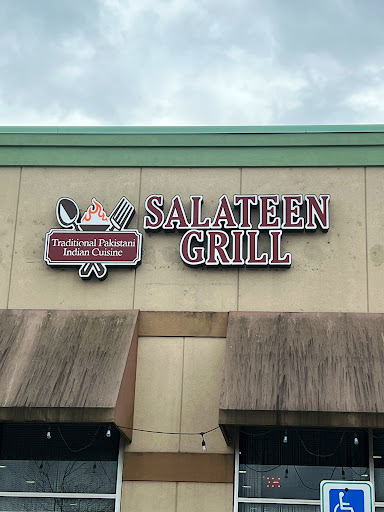 Traditional Pakistani
Indian Cuisine
SALATEEN
GRILL